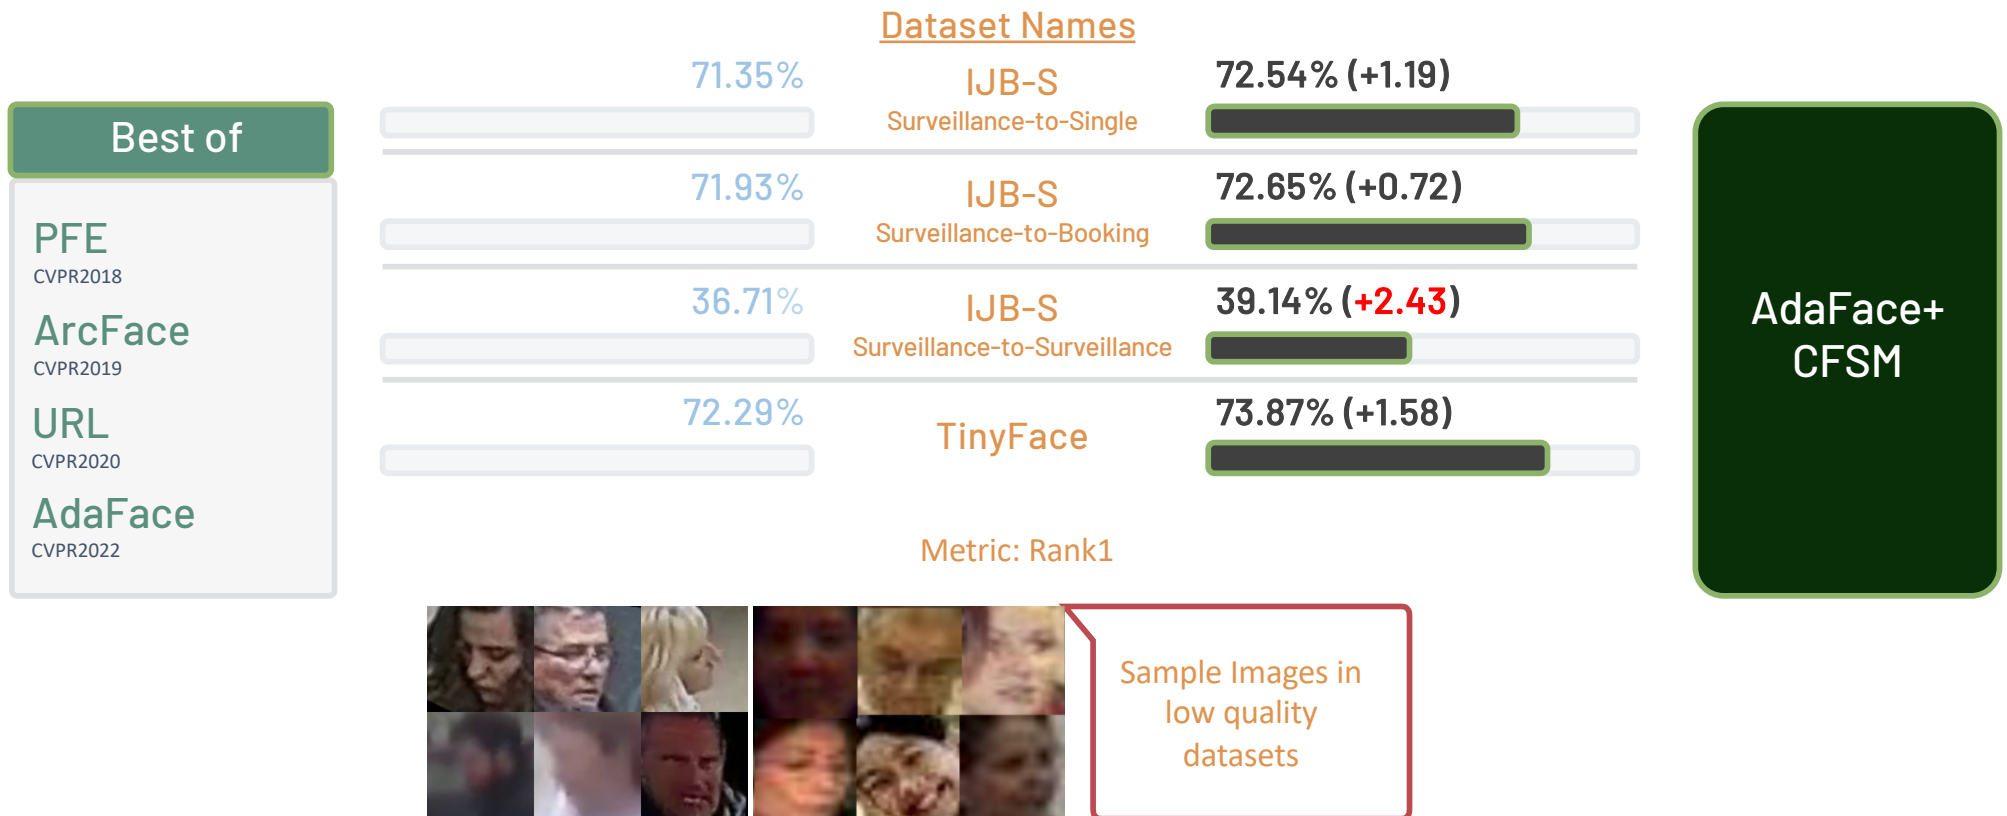 Dataset Names
Best of
PFE
CVPR2018
ArcFace
CVPR2019
URL
CVPR2020
AdaFace
CVPR2022
71.35%
IJB-S
Surveillance-to-Single
72.54% (+1.19)
71.93%
IJB-S
Surveillance-to-Booking
72.65% (+0.72)
36.71%
IJB-S
Surveillance-to-Surveillance
39.14% (+2.43)
72.29%
TinyFace
73.87% (+1.58)
AdaFace+
CFSM
Metric: Rank1
Sample Images in
low quality
datasets